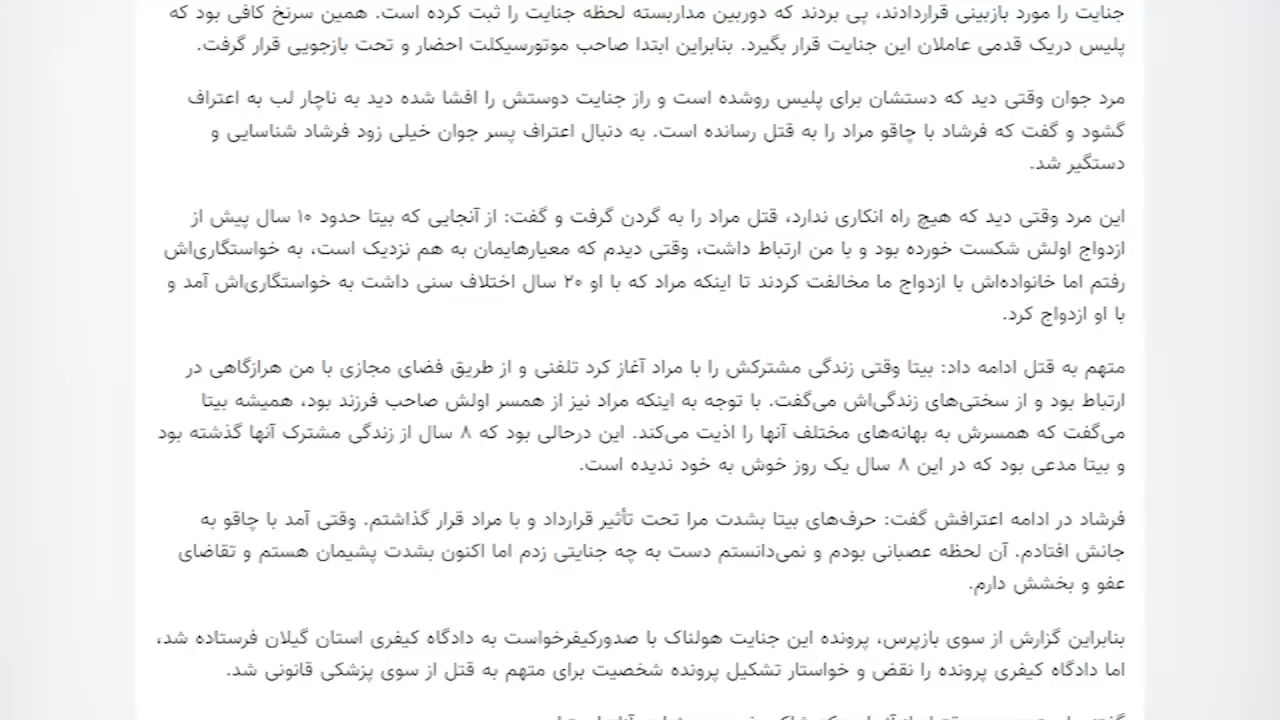 جنایت را مورد بازبینی قراردادند، پی بردند که دوربین مداربسته لحظه جنایت را ثبت کرده است. همین سرنخ کافی بود که
پلیس دریک قدمی عاملان این جنایت قرار بگیرد. بنابراین ابتدا صاحب موتورسیکلت احضار و تحت بازجویی قرار گرفت.
مرد جوان وقتی دید که دستشان برای پلیس روشده است و راز جنایت دوستش را افشا شده دید به ناچار لب به اعتراف
گشود و گفت که فرشاد با چاقو مراد را به قتل رسانده است. به دنبال اعتراف پسر جوان خیلی زود فرشاد شناسایی و
دستگیر شد.
این مرد وقتی دید که هیچ راه انکاری ندارد، قتل مراد را به گردن گرفت و گفت: از آنجایی که بیتا حدود ۱۰ سال پیش از
ازدواج اولش شکست خورده بود و با من ارتباط داشت، وقتی دیدم که معیارهایمان به هم نزدیک است، به خواستگاری‌اش
رفتم اما خانواده‌اش با ازدواج ما مخالفت کردند تا اینکه مراد که با او ۲۰ سال اختلاف سنی داشت به خواستگاری‌اش آمد و
با او ازدواج کرد.
متهم به قتل ادامه داد: بیتا وقتی زندگی مشترکش را با مراد آغاز کرد تلفنی و از طریق فضای مجازی با من هرازگاهی در
ارتباط بود و از سختی‌های زندگی‌اش می‌گفت. با توجه به اینکه مراد نیز از همسر اولش صاحب فرزند بود، همیشه بیتا
می‌گفت که همسرش به بهانه‌های مختلف آنها را اذیت می‌کند. این درحالی بود که ۸ سال از زندگی مشترک آنها گذشته بود
و بیتا مدعی بود که در این ۸ سال یک روز خوش به خود ندیده است.
فرشاد در ادامه اعترافش گفت: حرف‌های بیتا بشدت مرا تحت تأثیر قرارداد و با مراد قرار گذاشتم. وقتی آمد با چاقو به
جانش افتادم. آن لحظه عصبانی بودم و نمی‌دانستم دست به چه جنایتی زدم اما اکنون بشدت پشیمان هستم و تقاضای
عفو و بخشش دارم.
بنابراین گزارش از سوی بازپرس، پرونده این جنایت هولناک با صدورکیفرخواست به دادگاه کیفری استان گیلان فرستاده شد،
اما دادگاه کیفری پرونده را نقض و خواستار تشکیل پرونده شخصیت برای متهم به قتل از سوی پزشکی قانونی شد.